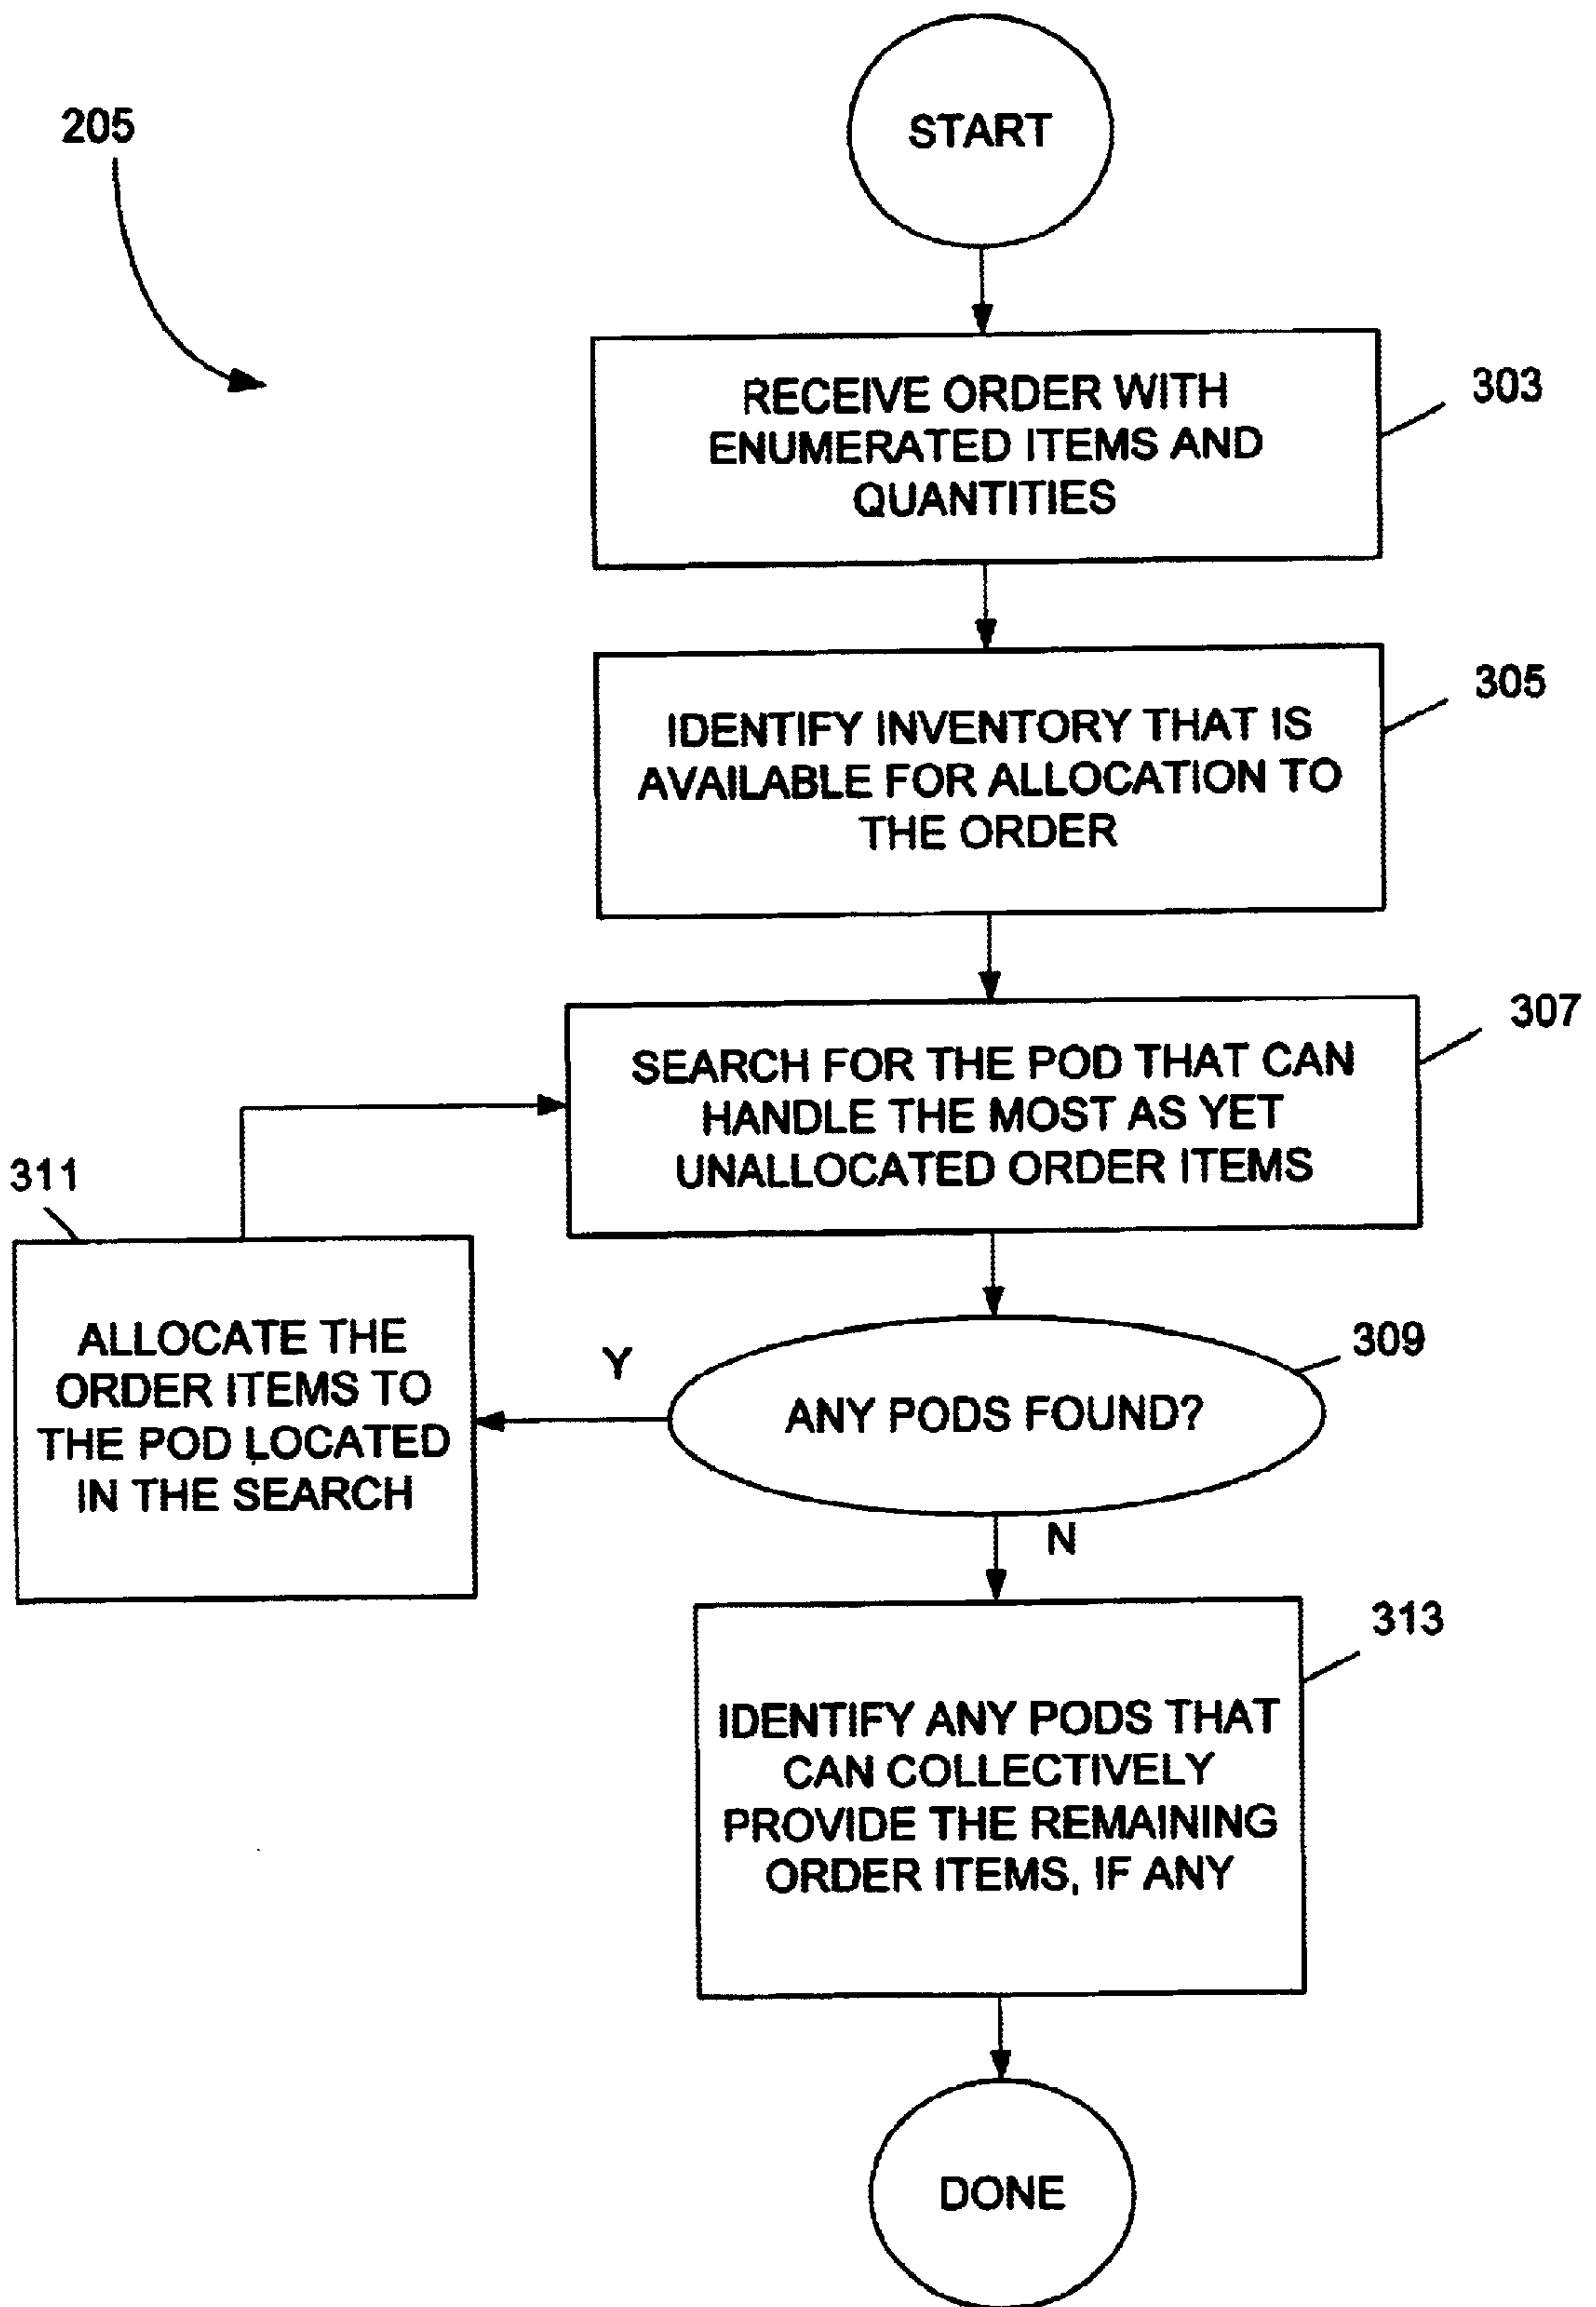 START
205
RECEIVE ORDER WITH
ENUMERATED ITEMS AND
QUANTITIES
303
IDENTIFY INVENTORY THAT IS
AVAILABLE FOR ALLOCATION TO
THE ORDER
305
SEARCH FOR THE POD THAT CAN
HANDLE THE MOST AS YET
UNALLOCATED ORDER ITEMS
307
311
ALLOCATE THE
ORDER ITEMS TO
THE POD LOCATED
IN THE SEARCH
Y
ANY PODS FOUND?
309
N
IDENTIFY ANY PODS THAT
CAN COLLECTIVELY
PROVIDE THE REMAINING
ORDER ITEMS, IF ANY
313
DONE